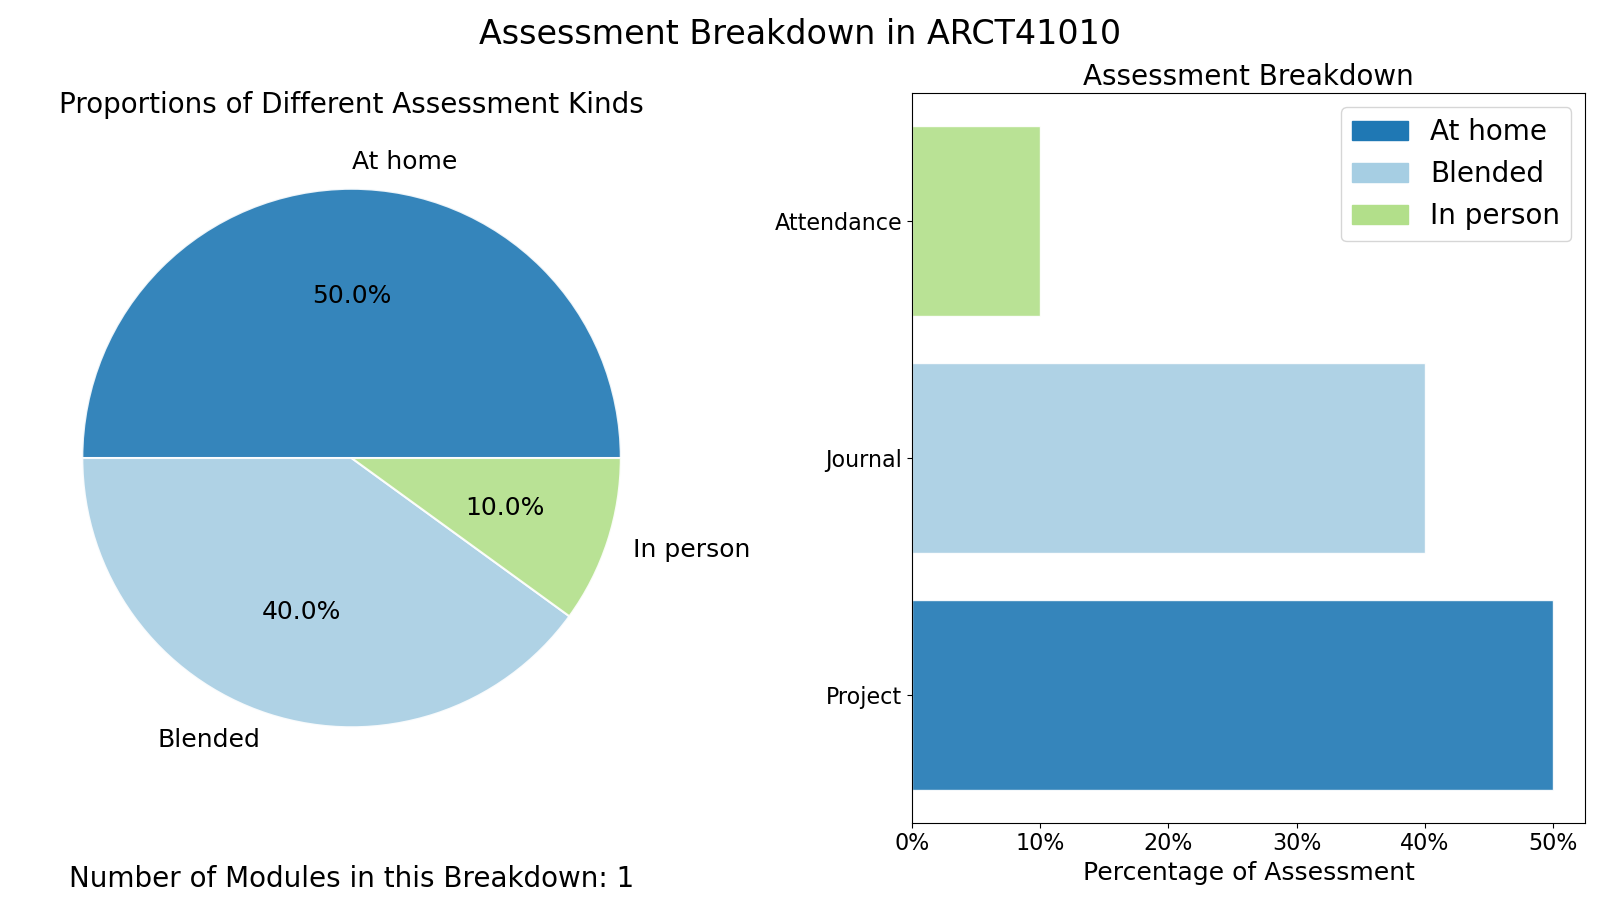 Assessment Breakdown in ARCT41010
Proportions of Different Assessment Kinds
At home
50.0%
10.0%
In person
40.0%
Blended
Number of Modules in this Breakdown: 1
Assessment Breakdown
At home
Blended
In person
Attendance
Journal
Project
0% 10% 20% 30% 40% 50%
Percentage of Assessment